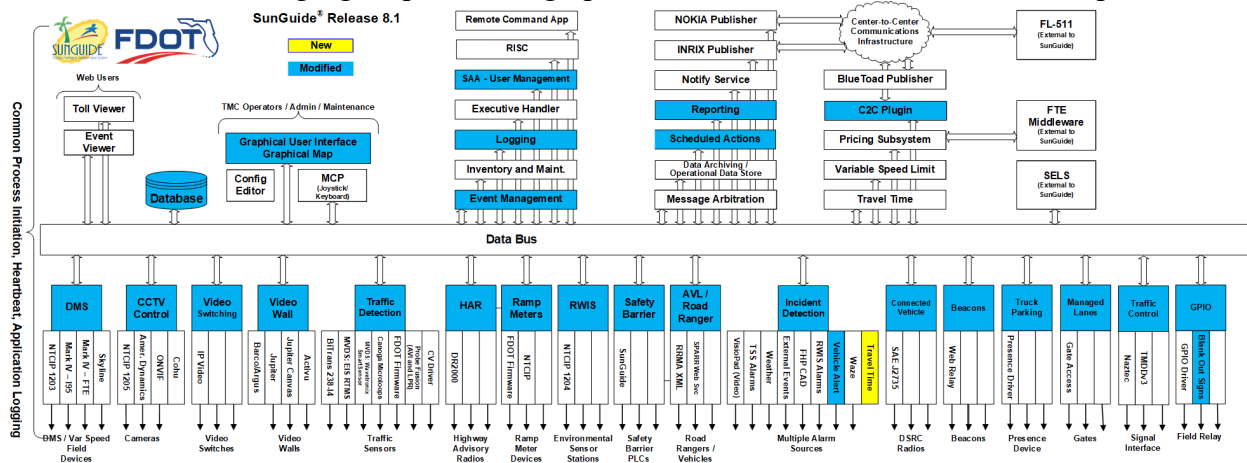 SunGuide® Release 8.1
SUNGUIDE
FDOT
New
Modified
Common Process Initiation, Heartbeat, Application Logging
Web Users
Toll Viewer
Event
Viewer
TMC Operators / Admin / Maintenance
Graphical User Interface
Graphical Map
Config
Editor
MCP
(Joystick/
Keyboard)
Database
Remote Command App
RISC
SAA - User Management
Executive Handler
Logging
Inventory and Maint.
Event Management
NOKIA Publisher
INRIX Publisher
Notify Service
Reporting
Scheduled Actions
Data Archiving /
Operational Data Store
Message Arbitration
Center-to-Center
Communications
Infrastructure
BlueToad Publisher
C2C Plugin
Pricing Subsystem
Variable Speed Limit
Travel Time
FL-511
(External to
SunGuide)
FTE
Middleware
(External to
SunGuide)
SELS
(External to
SunGuide)
Data Bus
DMS
NTCIP 1203
Mark IV – I95
Mark IV – FTE
Skyline
DMS / Var Speed
Field
Devices
CCTV
Control
NTCIP 1205
Amer. Dynamics
ONVIF
Cohu
Cameras
Video
Switching
IP Video
Video
Switches
Video
Wall
Barco/Argus
Jupiter
Jupiter Canvas
Activu
Video
Walls
Traffic
Detection
BiTrans 238-I4
MVDS: EIS RTMS
MVDS: Wavetronix
SmartSensor
Canoga Microloops
FDOT Firmware
Probe Fusion
(AVI and LPR)
CV Driver
Traffic
Sensors
HAR
DR2000
Highway
Advisory
Radios
Ramp
Meters
FDOT Firmware
NTCIP
Ramp
Meter Devices
RWIS
NTCIP 1204
Environmental
Sensor
Stations
Safety
Barrier
SunGuide
Safety
Barrier PLCs
AVL /
Road
Ranger
RRMA XML
SPARR Web Svc
Road
Rangers /
Vehicles
Incident
Detection
VisioPad (Video)
TSS Alarms
Weather
External Events
FHP CAD
RWIS Alarms
Vehicle Alert
Waze
Travel Time
Multiple Alarm
Sources
Connected
Vehicle
SAE J2735
DSRC
Radios
Beacons
Web Relay
Beacons
Truck
Parking
Presence Driver
Presence
Device
Managed
Lanes
Gate Access
Gates
Traffic
Control
Naztec
TMDDv3
Signal
Interface
GPIO
GPIO Driver
Blank Out Signs
Field Relay